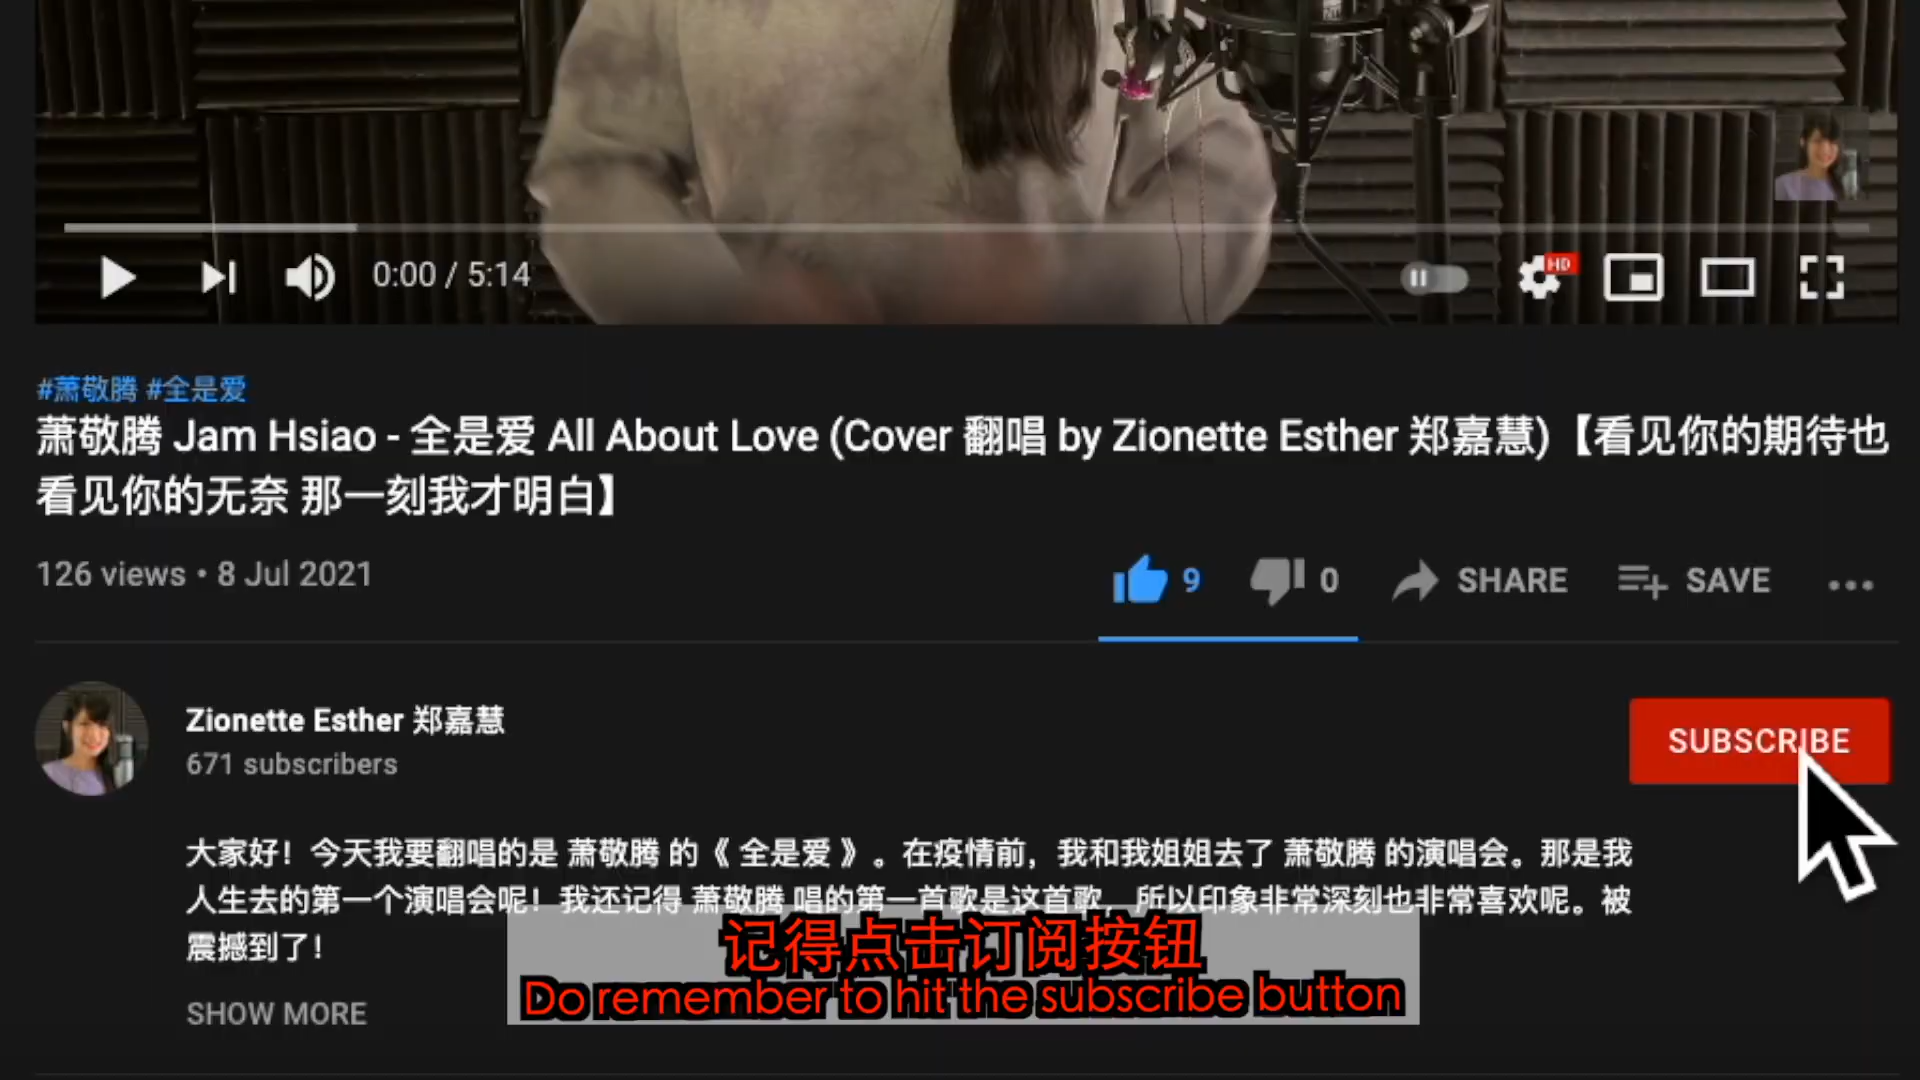 0:00 / 5:14
HD
#萧敬腾 #全是爱
萧敬腾 Jam Hsiao - 全是爱 All About Love (Cover 翻唱 by Zionette Esther 郑嘉慧)【看见你的期待也
看见你的无奈 那一刻我才明白】
126 views • 8 Jul 2021
9
0
SHARE
SAVE
Zionette Esther 郑嘉慧
671 subscribers
SUBSCRIBE
大家好！今天我要翻唱的是 萧敬腾 的《 全是爱 》。在疫情前，我和我姐姐去了 萧敬腾 的演唱会。那是我
人生去的第一个演唱会呢！我还记得 萧敬腾 唱的第一首歌是这首歌，所以印象非常深刻也非常喜欢呢。被
震撼到了！
SHOW MORE
记得点击订阅按钮
Do remember to hit the subscribe button